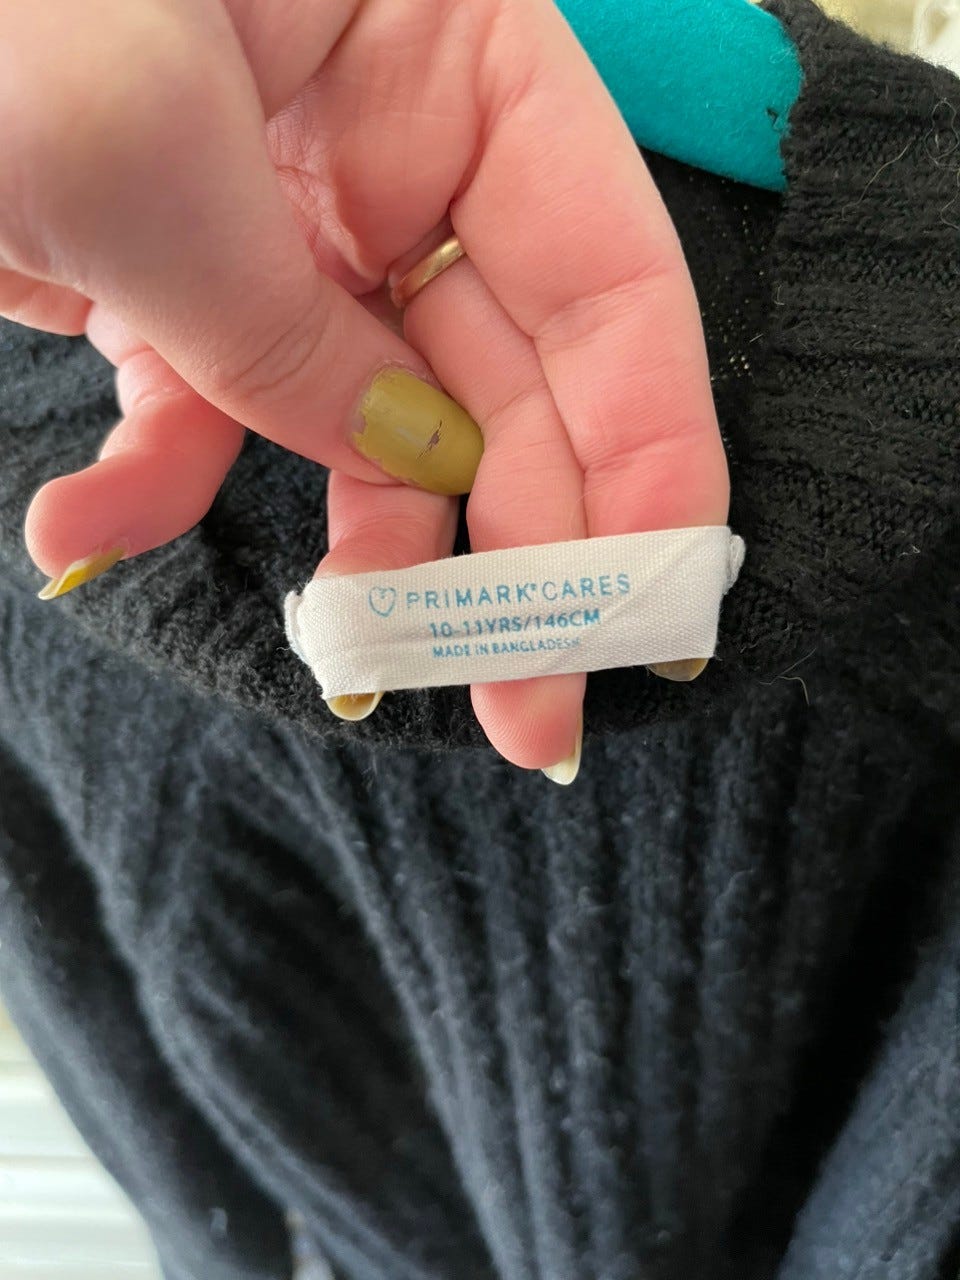 PRIMARK® CARES
10-11YRS/146CM
MADE IN BANGLADESH